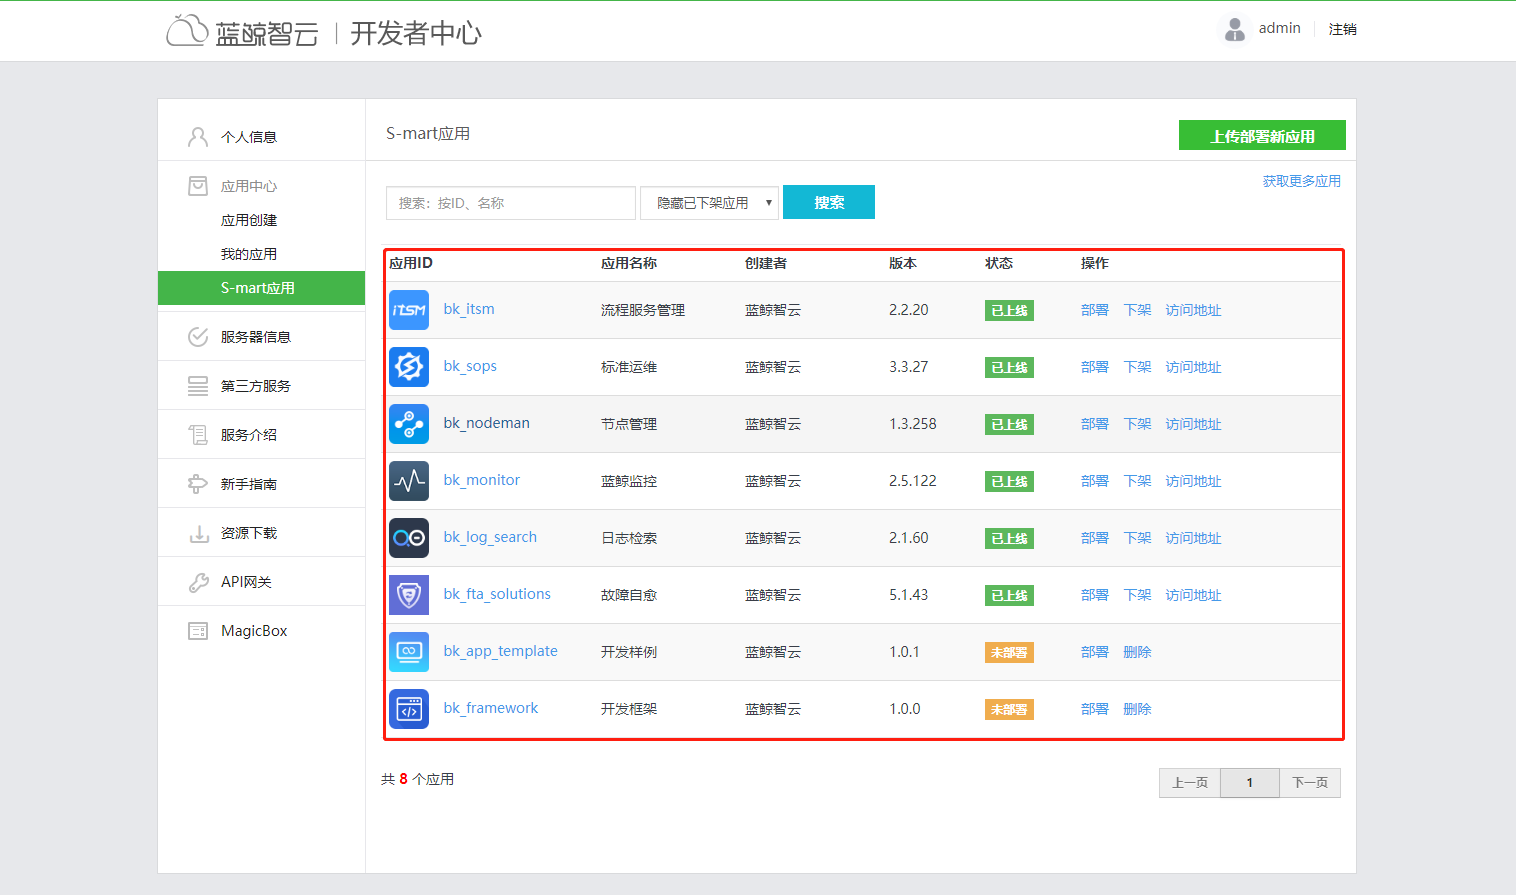 蓝鲸智云 | 开发者中心
admin 注销
个人信息
应用中心
应用创建
我的应用
S-mart应用
服务器信息
第三方服务
服务介绍
新手指南
资源下载
API网关
MagicBox
S-mart应用 上传部署新应用
获取更多应用
搜索：按ID、名称 隐藏已下架应用 搜索
应用ID 应用名称 创建者 版本 状态 操作
iTSM bk_itsm 流程服务管理 蓝鲸智云 2.2.20 已上线 部署 下架 访问地址
bk_sops 标准运维 蓝鲸智云 3.3.27 已上线 部署 下架 访问地址
bk_nodeman 节点管理 蓝鲸智云 1.3.258 已上线 部署 下架 访问地址
bk_monitor 蓝鲸监控 蓝鲸智云 2.5.122 已上线 部署 下架 访问地址
bk_log_search 日志检索 蓝鲸智云 2.1.60 已上线 部署 下架 访问地址
bk_fta_solutions 故障自愈 蓝鲸智云 5.1.43 已上线 部署 下架 访问地址
bk_app_template 开发样例 蓝鲸智云 1.0.1 未部署 部署 删除
bk_framework 开发框架 蓝鲸智云 1.0.0 未部署 部署 删除
共 8 个应用 上一页 1 下一页